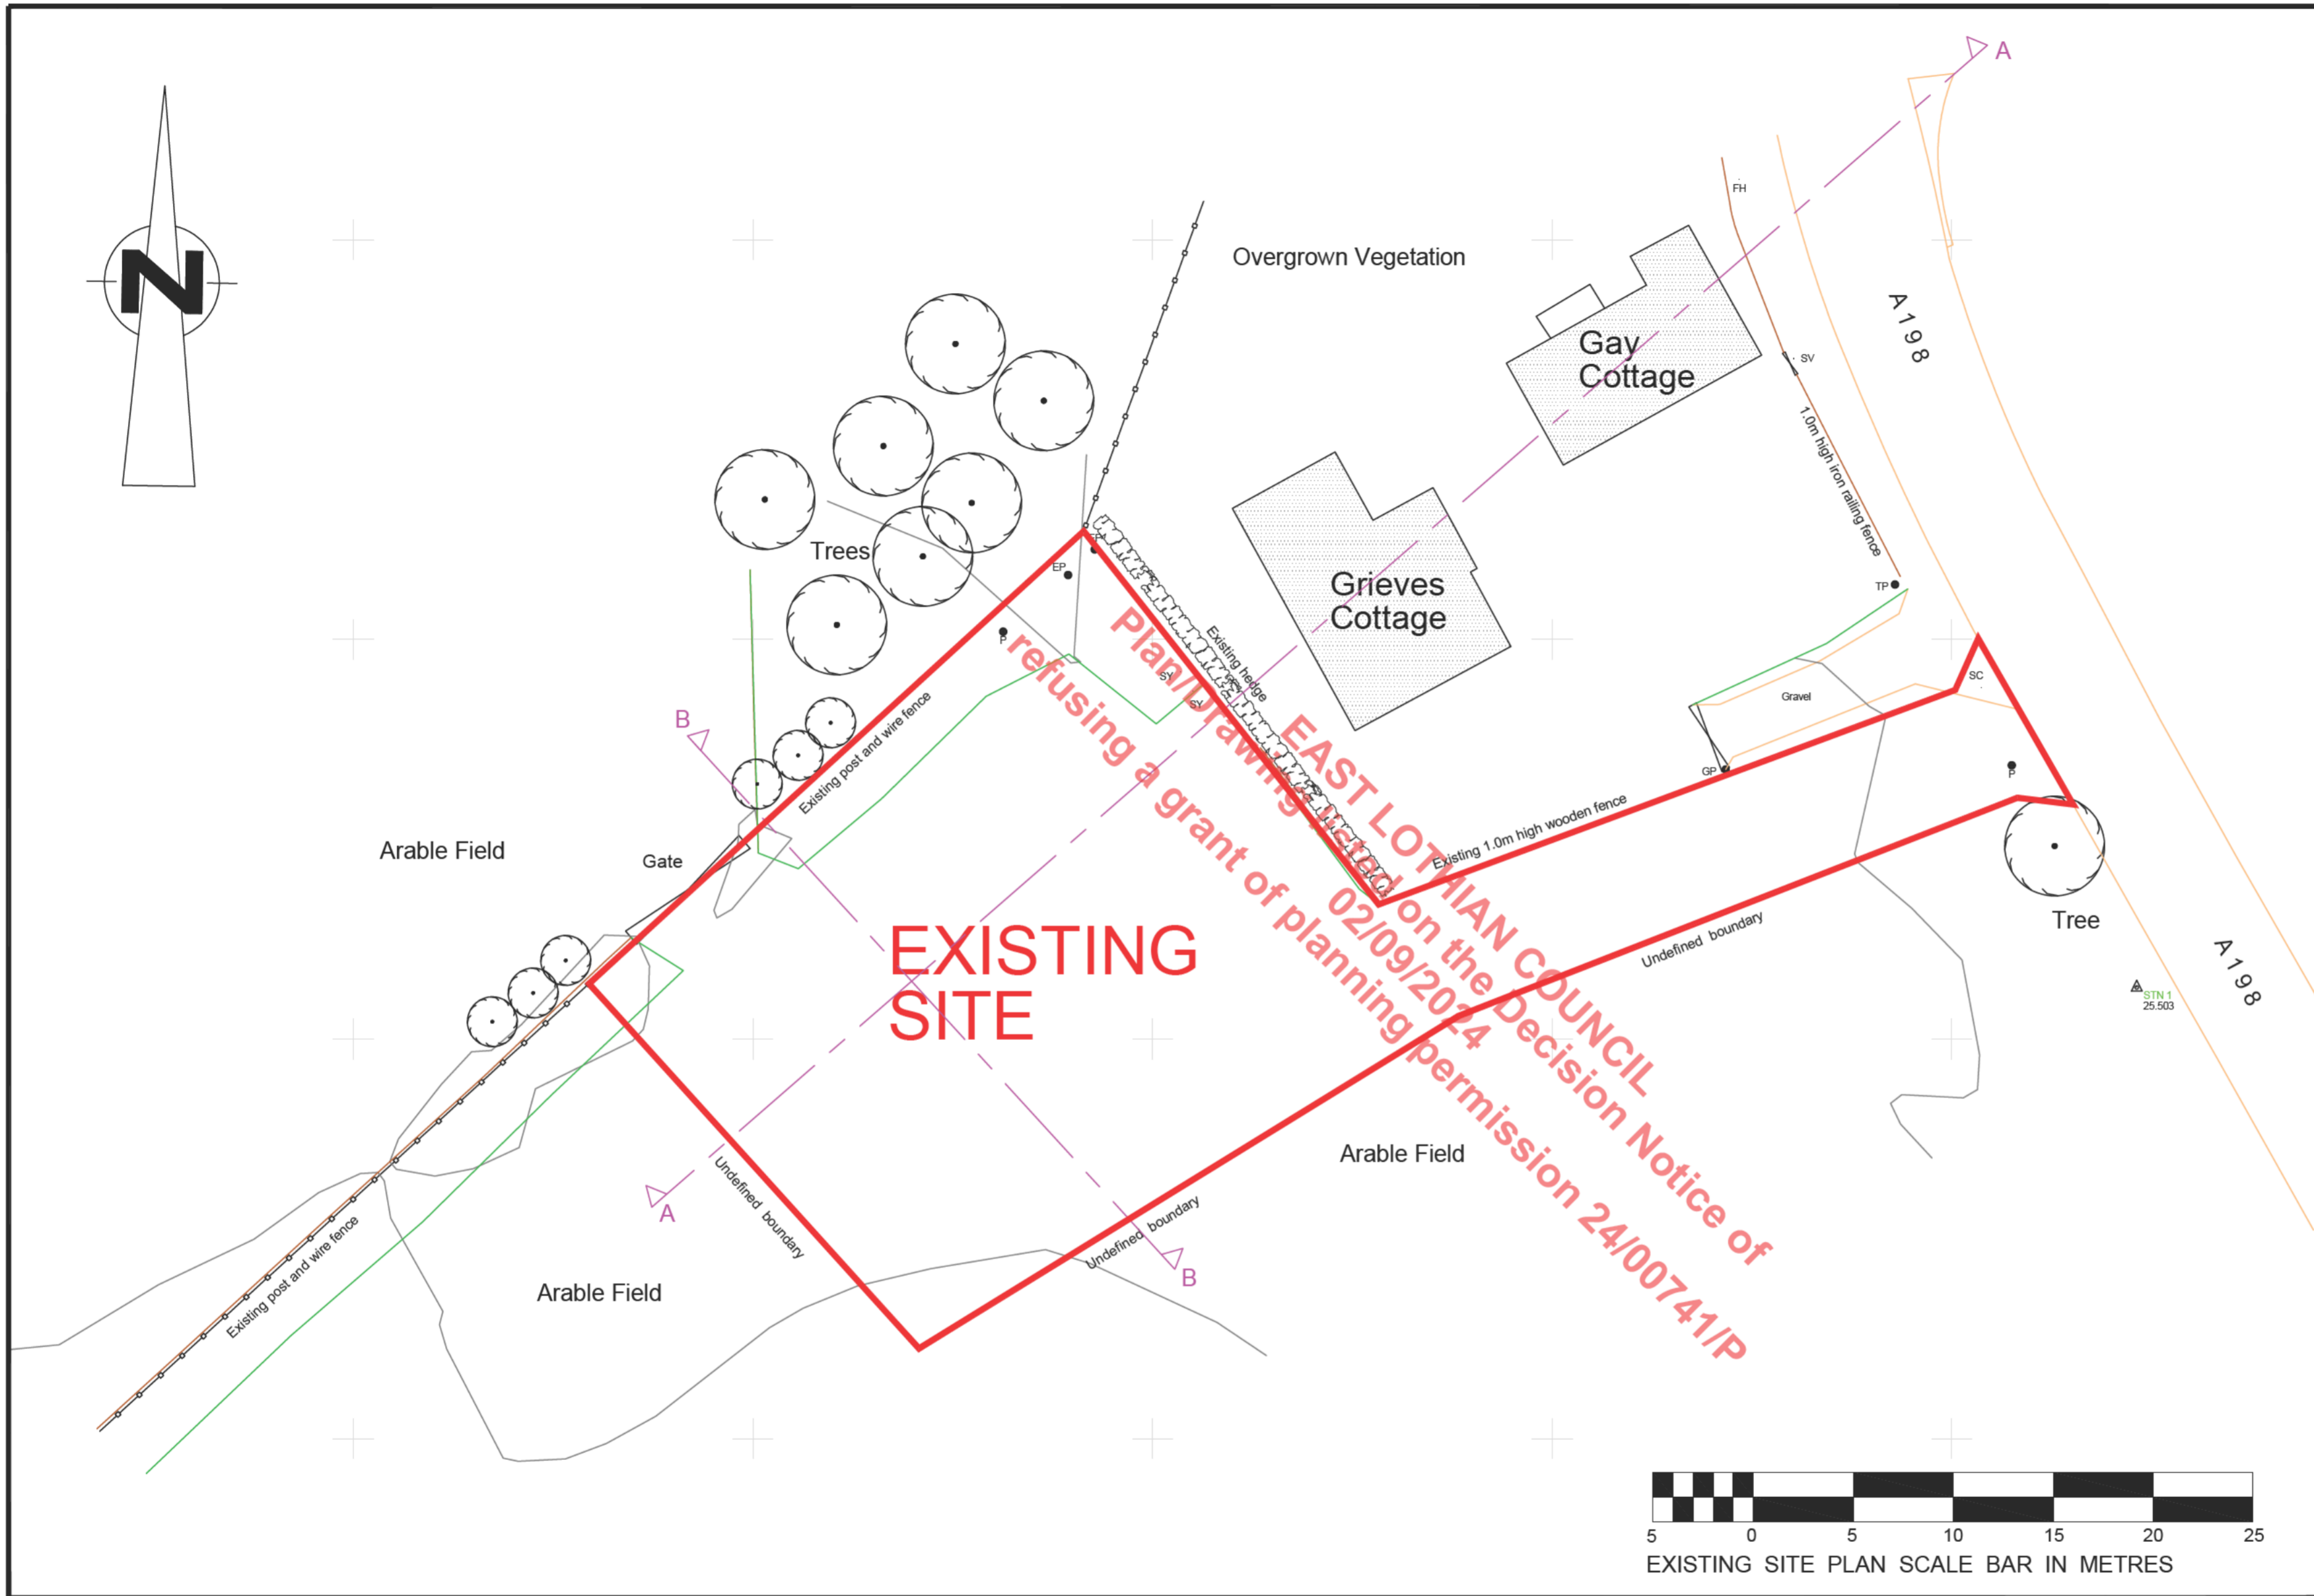 A
N
FH
Overgrown Vegetation
A198
Gay
Cottage
SV
1.0m high iron railing fence
Trees
EP
EP
Grieves
Cottage
TP
P
Existing hedge
SY
SY
SC
Gravel
B
Existing post and wire fence
GP
P
Existing 1.0m high wooden fence
Arable Field
Gate
Tree
Undefined boundary
EXISTING
SITE
A198
STN 1
25.503
EAST LOTHIAN COUNCIL
02/09/2024
Plan/Drawing listed on the Decision Notice of
refusing a grant of planning permission 24/00741/P
Arable Field
A
Undefined boundary
Undefined boundary
B
Existing post and wire fence
Arable Field
5 0 5 10 15 20 25
EXISTING SITE PLAN SCALE BAR IN METRES